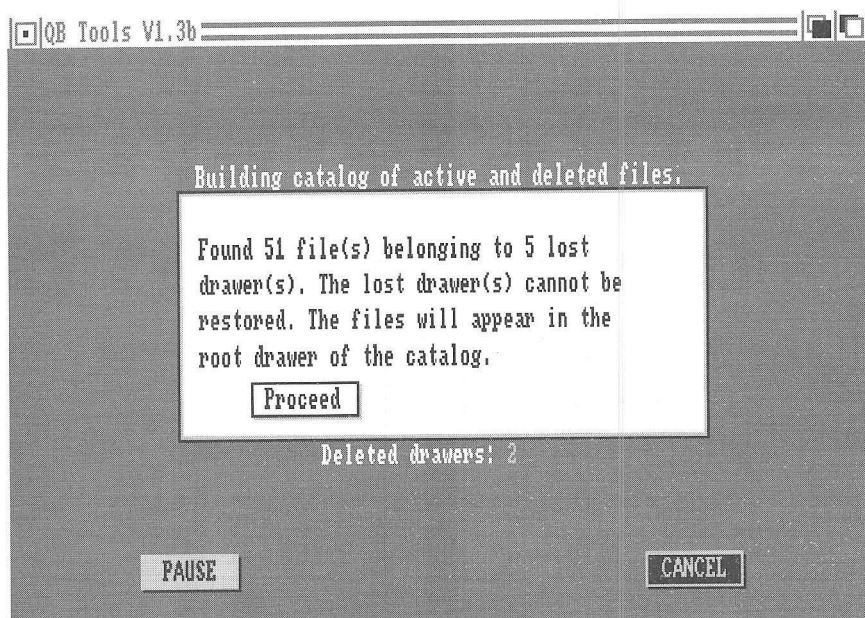 QB Tools V1.3b
Building catalog of active and deleted files.
Found 51 file(s) belonging to 5 lost
drawer(s). The lost drawer(s) cannot be
restored. The files will appear in the
root drawer of the catalog.
Proceed
Deleted drawers: 2
PAUSE
CANCEL